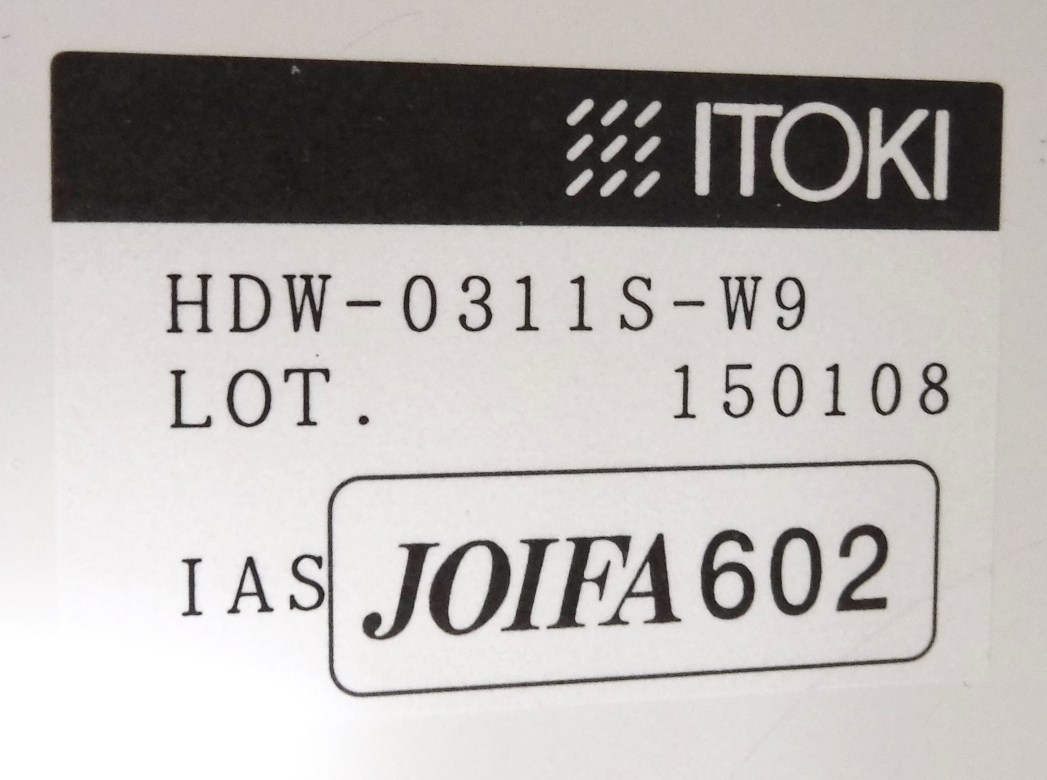 ITOKI
HDW-0311S-W9
LOT. 150108
IAS JOIFA 602